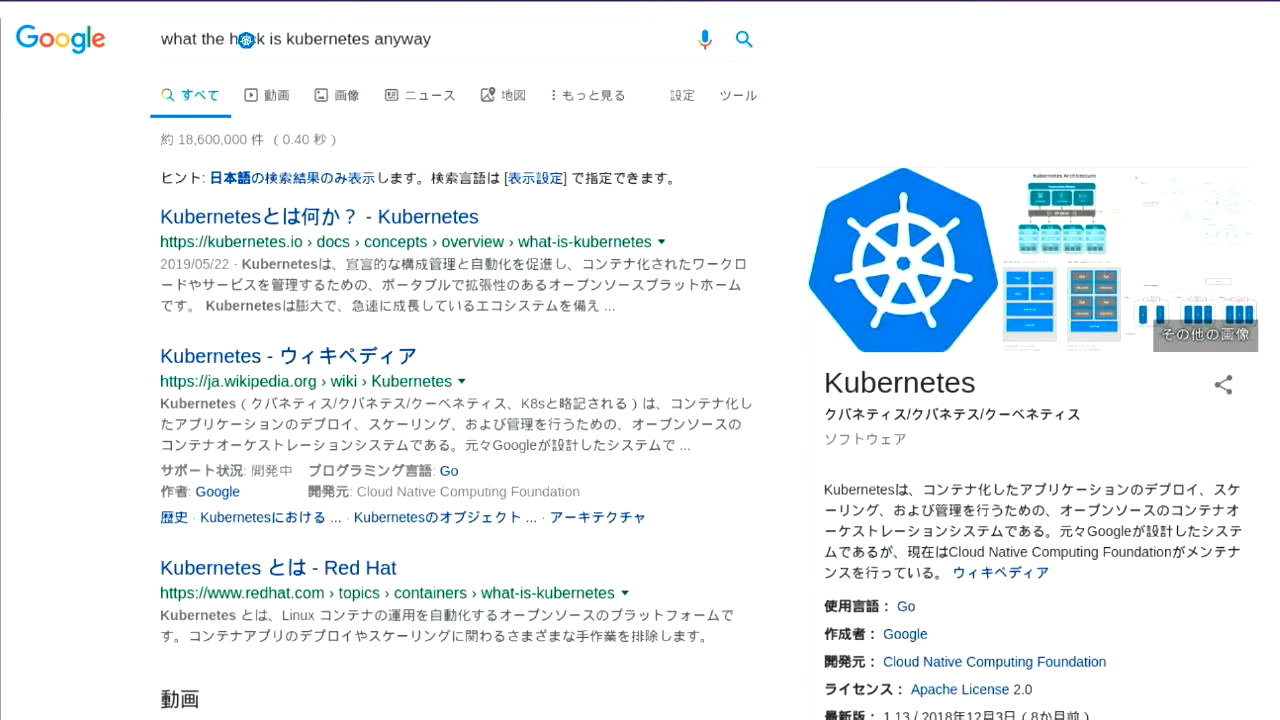 Google
what the h ck is kubernetes anyway
すべて 動画 画像 ニュース 地図 もっと見る 設定 ツール
約 18,600,000 件 （ 0.40 秒 ）
ヒント: 日本語の検索結果のみ表示します。検索言語は [表示設定] で指定できます。
Kubernetesとは何か？ - Kubernetes
https://kubernetes.io › docs › concepts › overview › what-is-kubernetes
2019/05/22 - Kubernetesは、宣言的な構成管理と自動化を促進し、コンテナ化されたワークロ
ードやサービスを管理するための、ポータブルで拡張性のあるオープンソースプラットホーム
です。 Kubernetesは膨大で、急速に成長しているエコシステムを備え ...
Kubernetes - ウィキペディア
https://ja.wikipedia.org › wiki › Kubernetes
Kubernetes（クバネティス/クバネテス/クーべネティス、K8sと略記される）は、コンテナ化し
たアプリケーションのデプロイ、スケーリング、および管理を行うための、オープンソースの
コンテナオーケストレーションシステムである。元々Googleが設計したシステムで ...
サポート状況: 開発中 プログラミング言語: Go
作者: Google 開発元: Cloud Native Computing Foundation
歴史 · Kubernetesにおける ... · Kubernetesのオブジェクト ... · アーキテクチャ
Kubernetes とは - Red Hat
https://www.redhat.com › topics › containers › what-is-kubernetes
Kubernetes とは、Linux コンテナの運用を自動化するオープンソースのプラットフォームで
す。コンテナアプリのデプロイやスケーリングに関わるさまざまな手作業を排除します。
動画
Kubernetes Architecture
その他の画像
Kubernetes
クバネティス/クバネテス/クーべネティス
ソフトウェア
Kubernetesは、コンテナ化したアプリケーションのデプロイ、スケ
ーリング、および管理を行うための、オープンソースのコンテナオ
ーケストレーションシステムである。元々Googleが設計したシステ
ムであるが、現在はCloud Native Computing Foundationがメンテナ
ンスを行っている。 ウィキペディア
使用言語： Go
作成者： Google
開発元： Cloud Native Computing Foundation
ライセンス： Apache License 2.0
最新版： 1.13 / 2018年12月3日（8か月前）